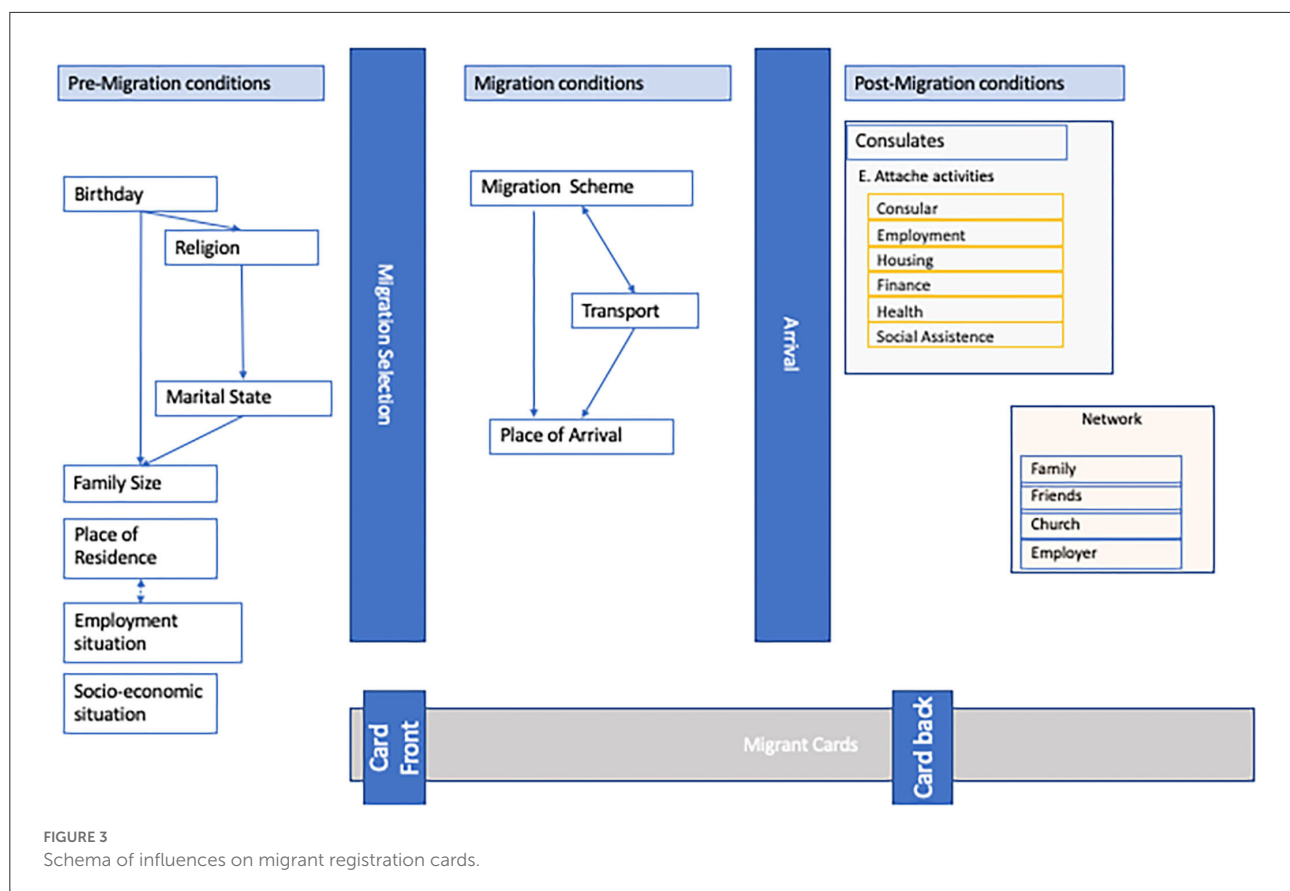 Pre-Migration conditions
Birthday
Religion
Marital State
Family Size
Place of
Residence
Employment
situation
Socio-economic
situation
Migration Selection
Migration conditions
Migration Scheme
Transport
Place of Arrival
Arrival
Post-Migration conditions
Consulates
E. Attache activities
Consular
Employment
Housing
Finance
Health
Social Assistence
Network
Family
Friends
Church
Employer
Card
Front
Migrant Cards
Card back
FIGURE 3
Schema of influences on migrant registration cards.